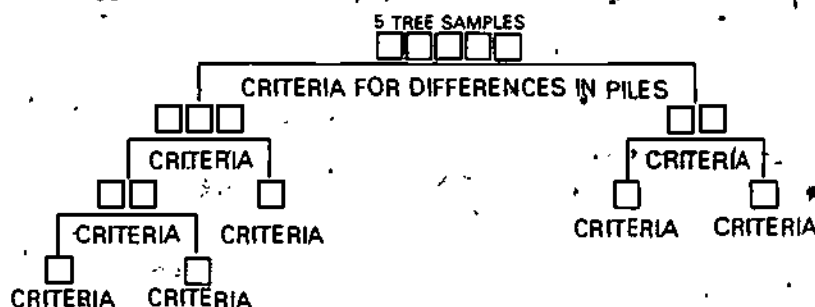 5 TREE SAMPLES
CRITERIA FOR DIFFERENCES IN PILES
CRITERIA CRITERIA
CRITERIA CRITERIA CRITERIA CRITERIA
CRITERIA CRITERIA